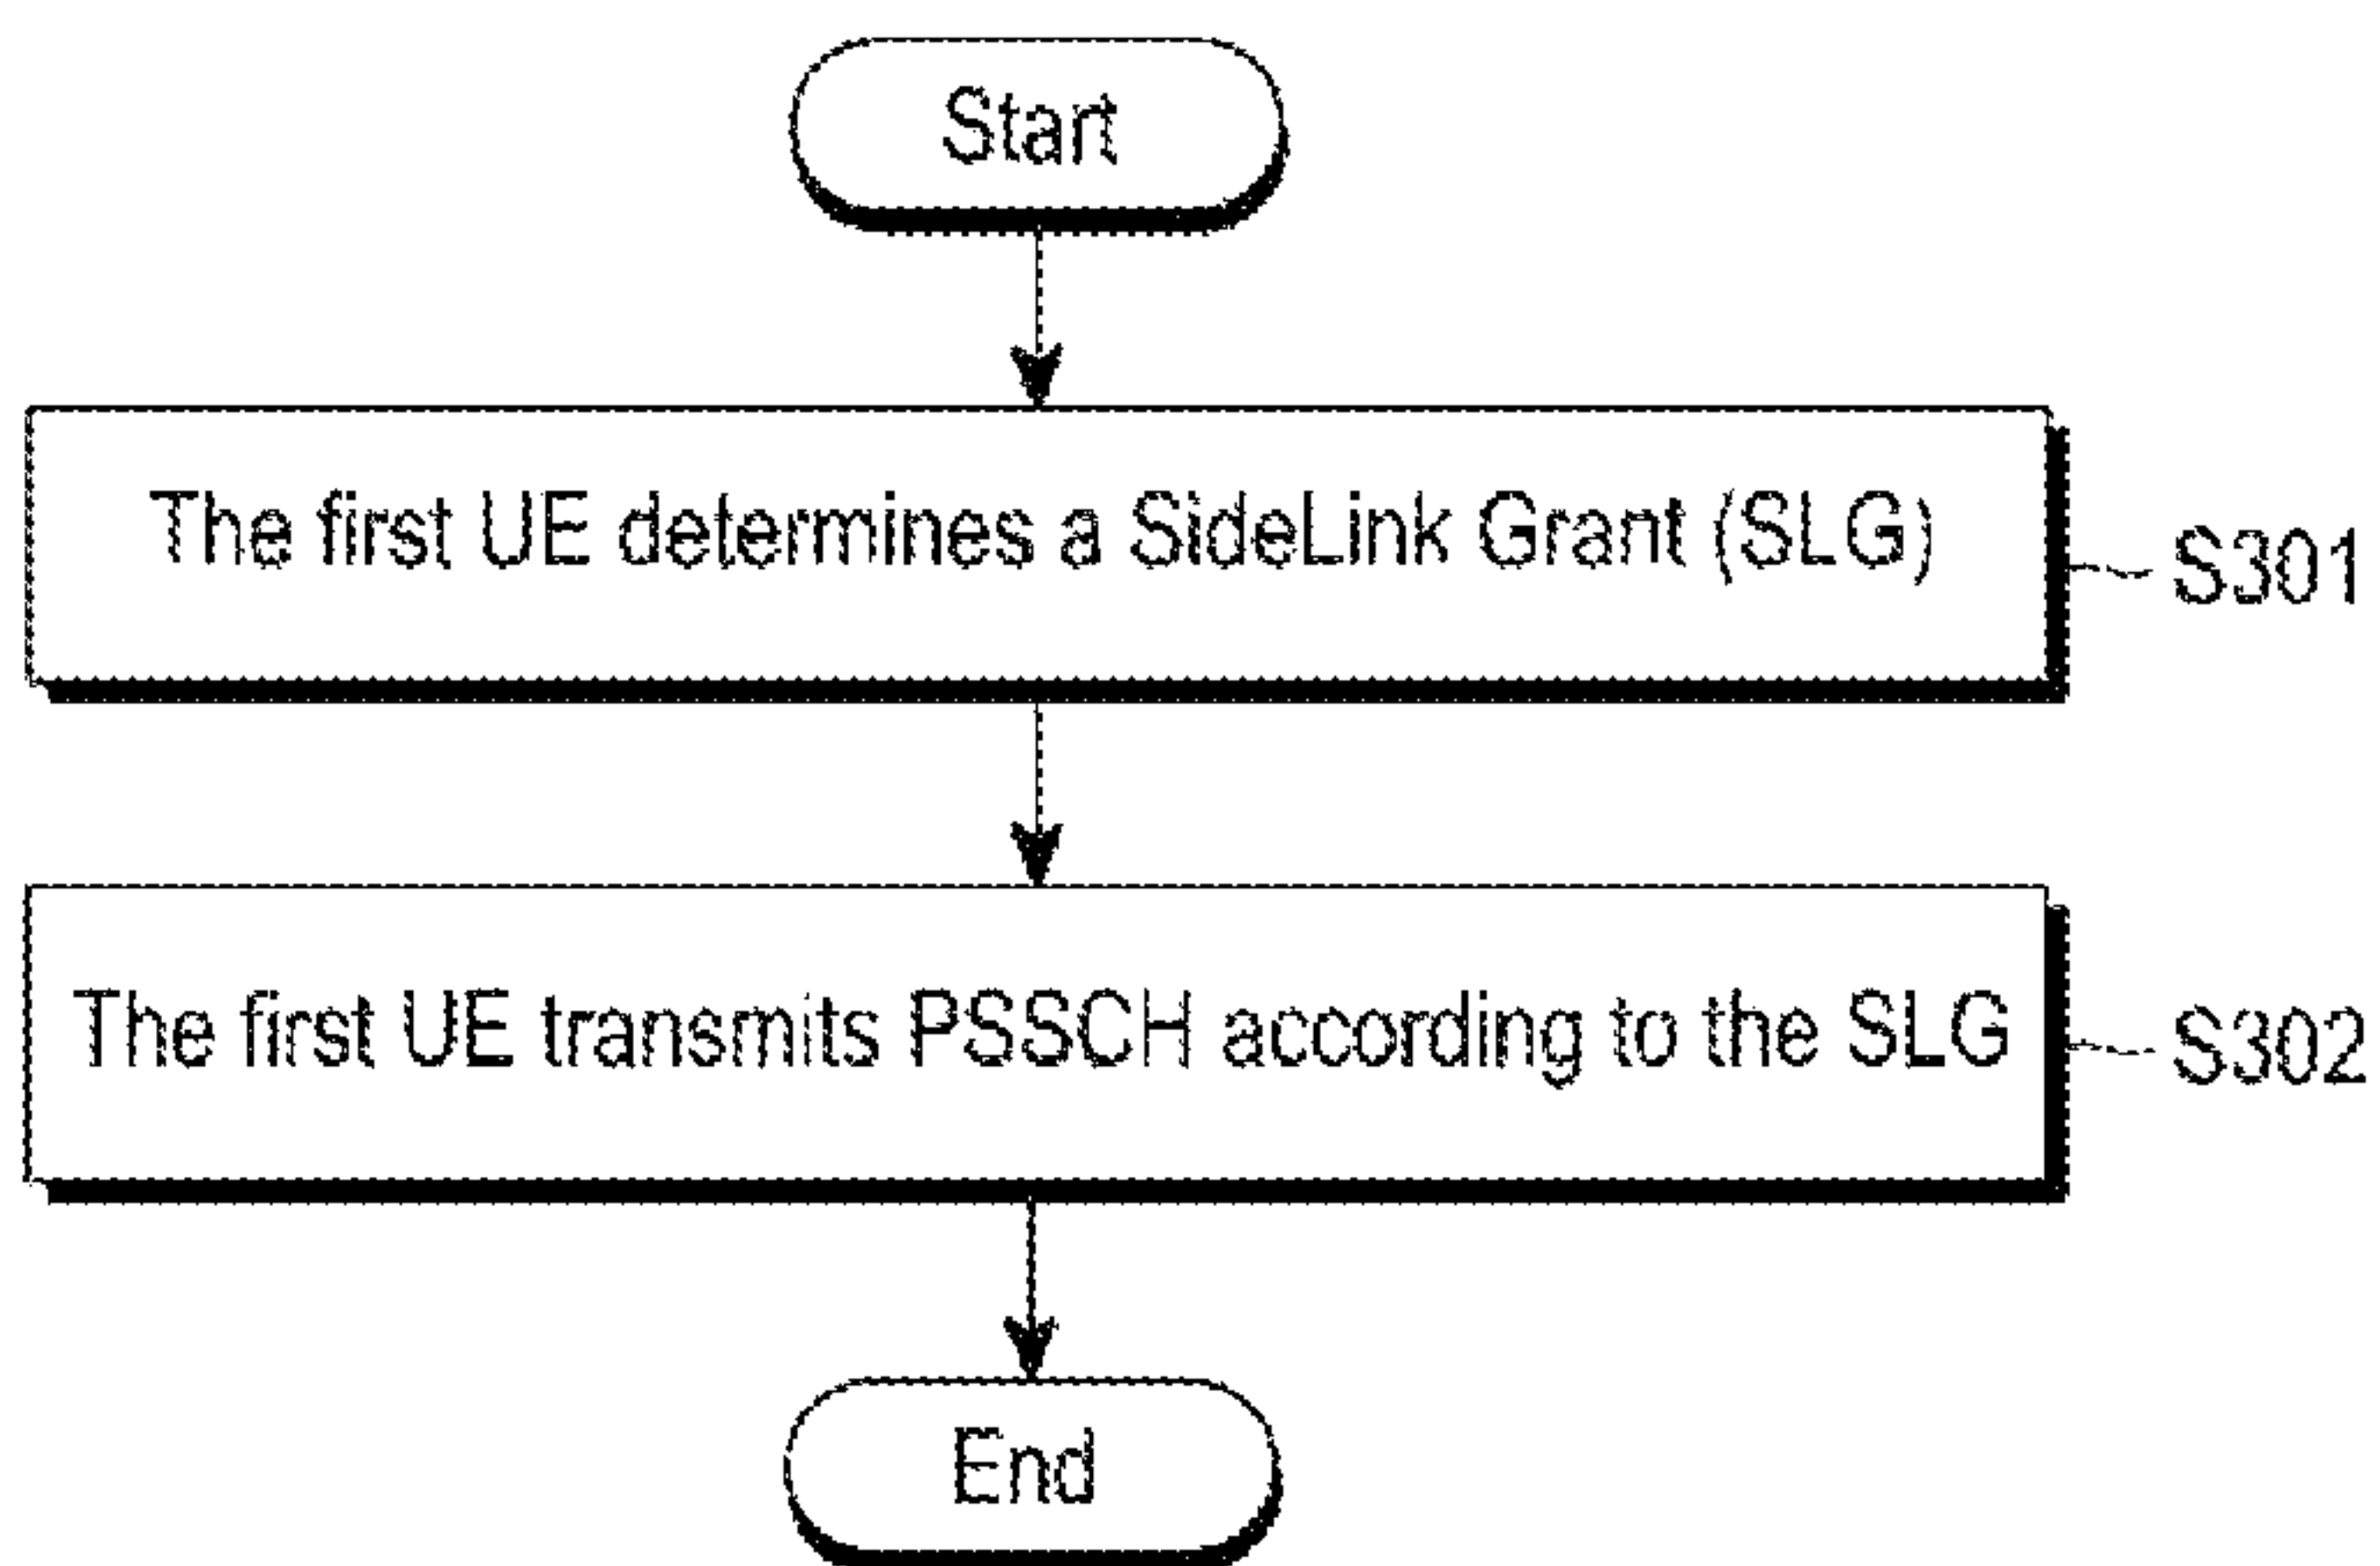 Start
The first UE determines a SideLink Grant (SLG)
S301
The first UE transmits PSSCH according to the SLG
S302
End